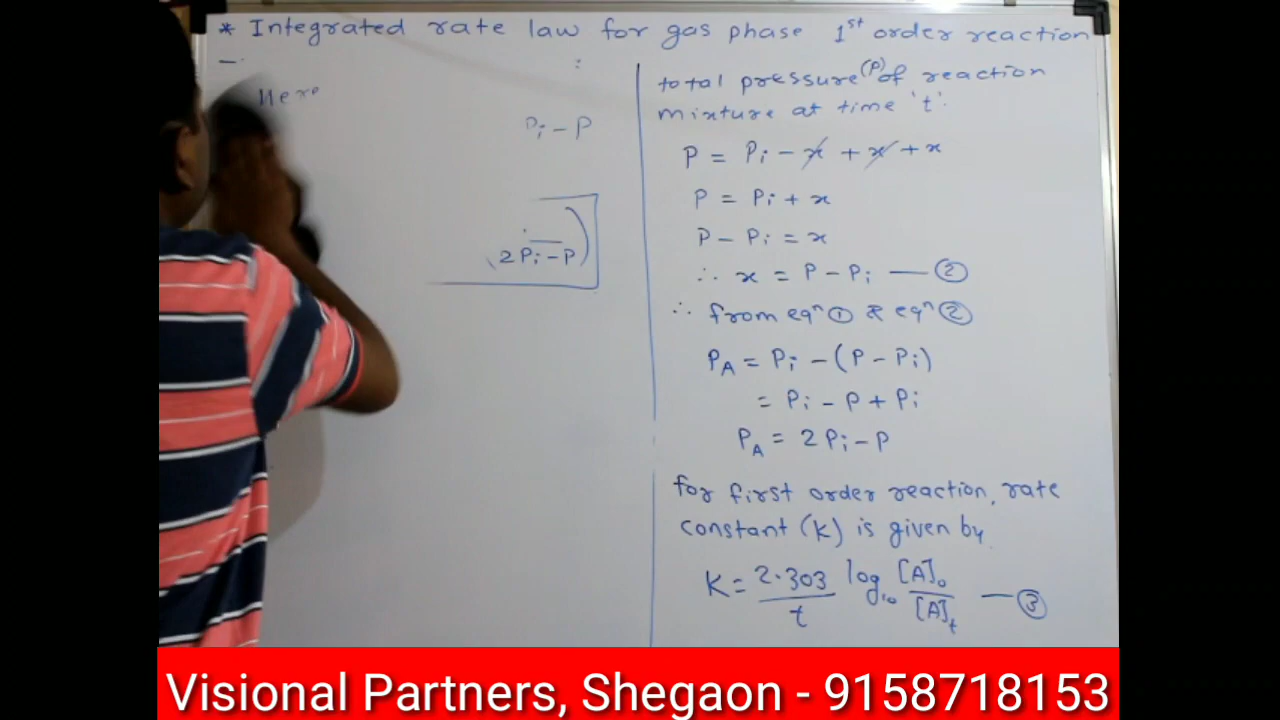 * Integrated rate law for gas phase 1st order reaction
–
Here
Pi – P
2Pi – P
total pressure (P) of reaction
mixture at time 't'.
P = Pi – x + x + x
P = Pi + x
P – Pi = x
∴ x = P – Pi — ②
∴ from eqⁿ ① & eqⁿ ②
P_A = Pi – (P – Pi)
= Pi – P + Pi
P_A = 2Pi – P
for first order reaction, rate
constant (K) is given by
K = 2.303/t log₁₀ [A]₀/[A]t — ③
Visional Partners, Shegaon - 9158718153